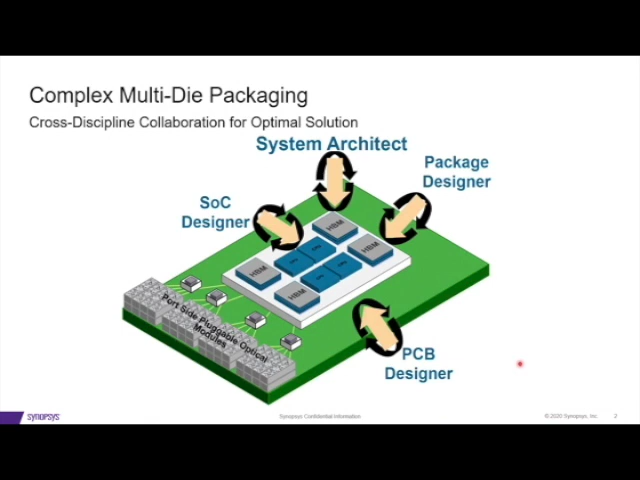 Complex Multi-Die Packaging
Cross-Discipline Collaboration for Optimal Solution
System Architect
Package
Designer
SoC
Designer
HBM
HBM
HBM
HBM
Port Side Pluggable Optical
Modules
PCB
Designer
SYNOPSYS
Synopsys Confidential Information
© 2020 Synopsys, Inc.
2